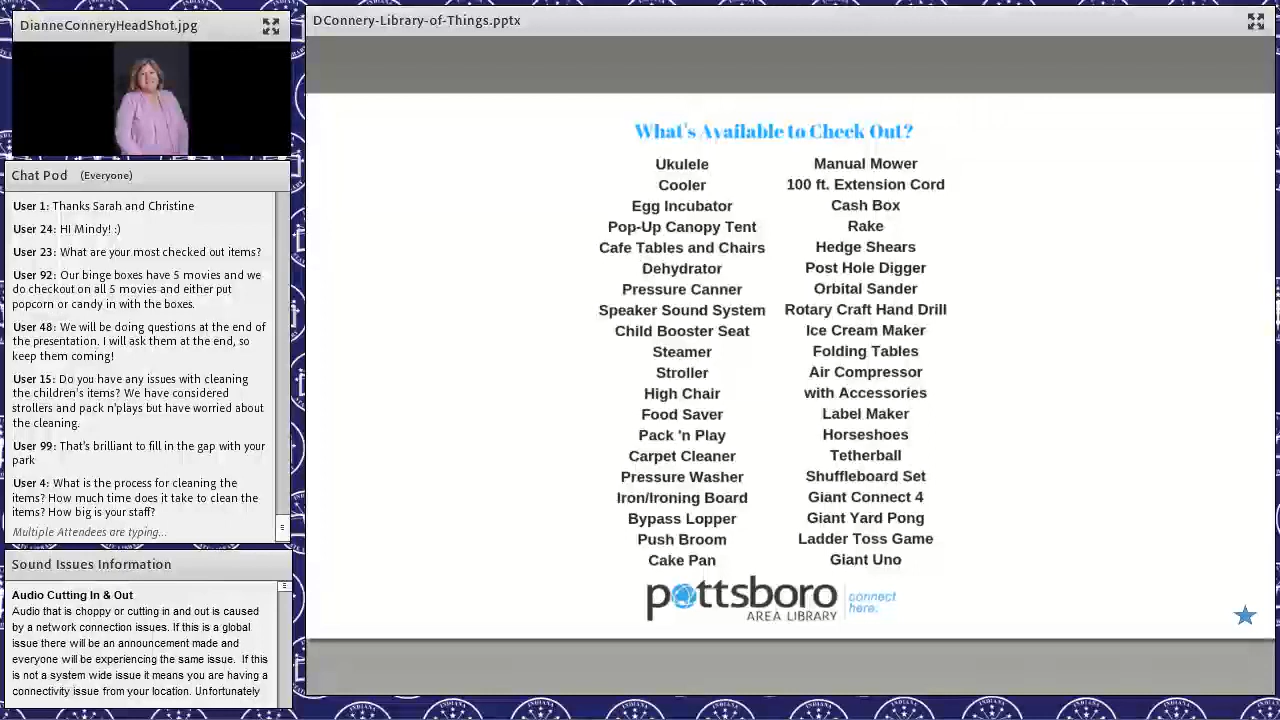 DianneConneryHeadShot.jpg
Chat Pod (Everyone)
User 1: Thanks Sarah and Christine
User 24: HI Mindy! :)
User 23: What are your most checked out items?
User 92: Our binge boxes have 5 movies and we
do checkout on all 5 movies and either put
popcorn or candy in with the boxes.
User 48: We will be doing questions at the end of
the presentation. I will ask them at the end, so
keep them coming!
User 15: Do you have any issues with cleaning
the children's items? We have considered
strollers and pack n'plays but have worried about
the cleaning.
User 99: That's brilliant to fill in the gap with your
park
User 4: What is the process for cleaning the
items? How much time does it take to clean the
items? How big is your staff?
Multiple Attendees are typing...
Sound Issues Information
Audio Cutting In & Out
Audio that is choppy or cutting in and out is caused
by a network connection issues. If this is a global
issue there will be an announcement made and
everyone will be experiencing the same issue. If this
is not a system wide issue it means you are having a
connectivity issue from your location. Unfortunately
DConnery-Library-of-Things.pptx
What's Available to Check Out?
Ukulele
Cooler
Egg Incubator
Pop-Up Canopy Tent
Cafe Tables and Chairs
Dehydrator
Pressure Canner
Speaker Sound System
Child Booster Seat
Steamer
Stroller
High Chair
Food Saver
Pack 'n Play
Carpet Cleaner
Pressure Washer
Iron/Ironing Board
Bypass Lopper
Push Broom
Cake Pan
Manual Mower
100 ft. Extension Cord
Cash Box
Rake
Hedge Shears
Post Hole Digger
Orbital Sander
Rotary Craft Hand Drill
Ice Cream Maker
Folding Tables
Air Compressor
with Accessories
Label Maker
Horseshoes
Tetherball
Shuffleboard Set
Giant Connect 4
Giant Yard Pong
Ladder Toss Game
Giant Uno
pottsboro
AREA LIBRARY
connect
here.
INDIANA